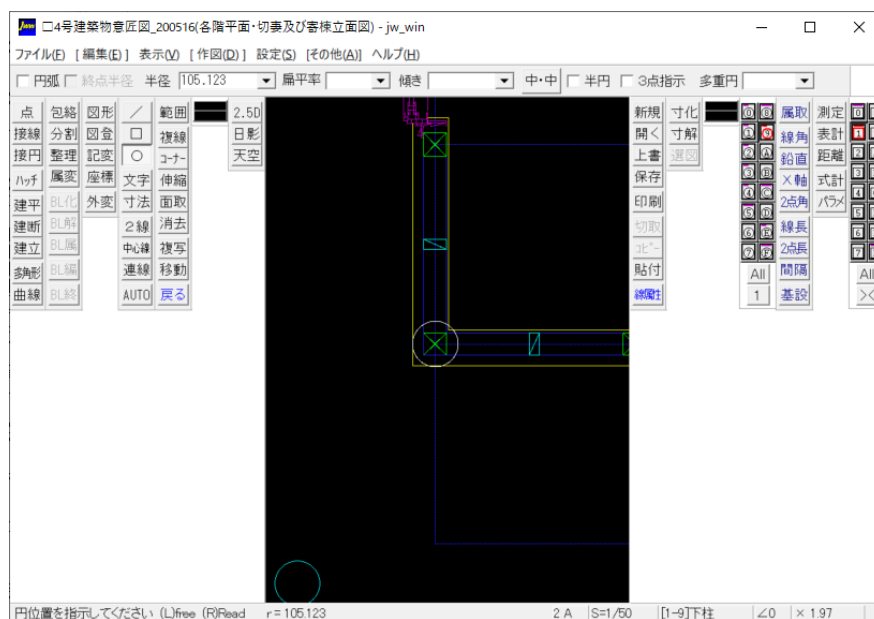 □4号建築物意匠図_200516(各階平面・切妻及び寄棟立面図) - jw_win
ファイル(F) [編集(E)] 表示(V) [作図(D)] 設定(S) [その他(A)] ヘルプ(H)
円弧 終点半径 半径 105.123 扁平率 傾き 中・中 半円 3点指示 多重円
点 包絡 図形 ／ 範囲 2.5D 新規 寸化 属取 測定
接線 分割 図登 □ 複線 日影 開く 寸解 線角 表計
接円 整理 記変 ○ コーナー 天空 上書 選図 鉛直 距離
ハッチ 属変 座標 文字 伸縮 保存 X軸 式計
建平 BL化 外変 寸法 面取 印刷 2点角 パラメ
建断 BL解 2線 消去 切取 線長
建立 BL属 中心線 複写 コピー 2点長
多角形 BL編 連線 移動 貼付 All 間隔 All
曲線 BL終 AUTO 戻る 線属性 1 基設 ><
円位置を指示してください (L)free (R)Read r = 105.123 2 A S=1/50 [1-9]下柱 ∠0 × 1.97